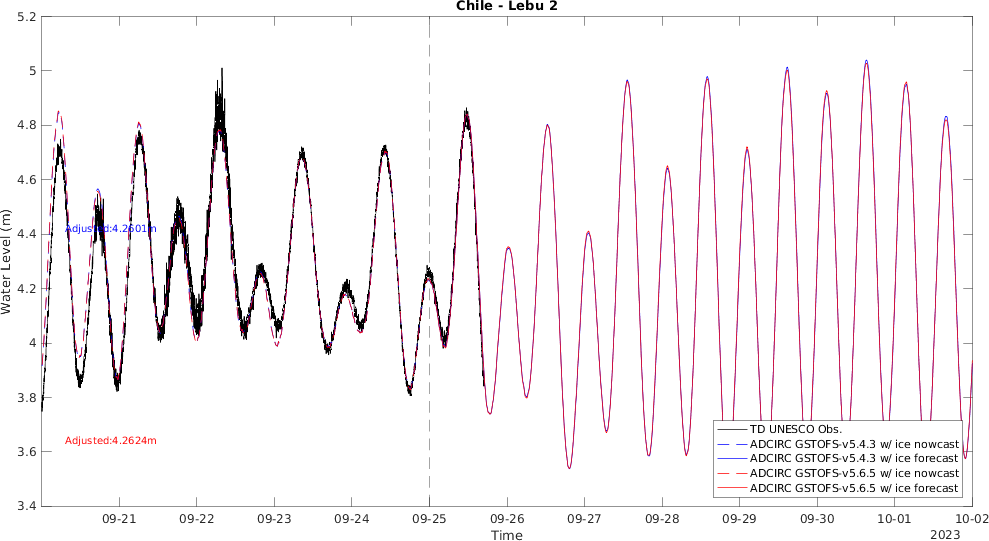 Chile - Lebu 2
5.2
5
4.8
4.6
4.4
4.2
4
3.8
3.6
3.4
Water Level (m)
Adjusted:4.2601m
Adjusted:4.2624m
TD UNESCO Obs.
ADCIRC GSTOFS-v5.4.3 w/ ice nowcast
ADCIRC GSTOFS-v5.4.3 w/ ice forecast
ADCIRC GSTOFS-v5.6.5 w/ ice nowcast
ADCIRC GSTOFS-v5.6.5 w/ ice forecast
09-21 09-22 09-23 09-24 09-25 09-26 09-27 09-28 09-29 09-30 10-01 10-02
Time
2023